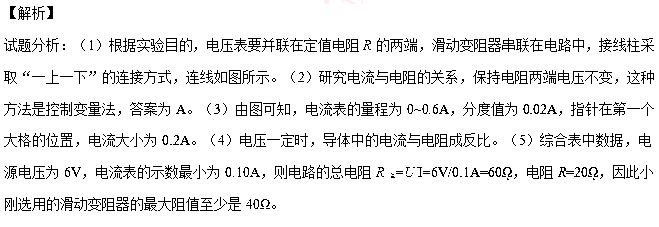 【解析】
试题分析：（1）根据实验目的，电压表要并联在定值电阻 R 的两端，滑动变阻器串联在电路中，接线柱采
取“一上一下”的连接方式，连线如图所示。（2）研究电流与电阻的关系，保持电阻两端电压不变，这种
方法是控制变量法，答案为 A。（3）由图可知，电流表的量程为 0~0.6A，分度值为 0.02A，指针在第一个
大格的位置，电流大小为 0.2A。（4）电压一定时，导体中的电流与电阻成反比。（5）综合表中数据，电
源电压为 6V，电流表的示数最小为 0.10A，则电路的总电阻 R =U/I=6V/0.1A=60Ω，电阻 R=20Ω，因此小
刚选用的滑动变阻器的最大阻值至少是 40Ω。